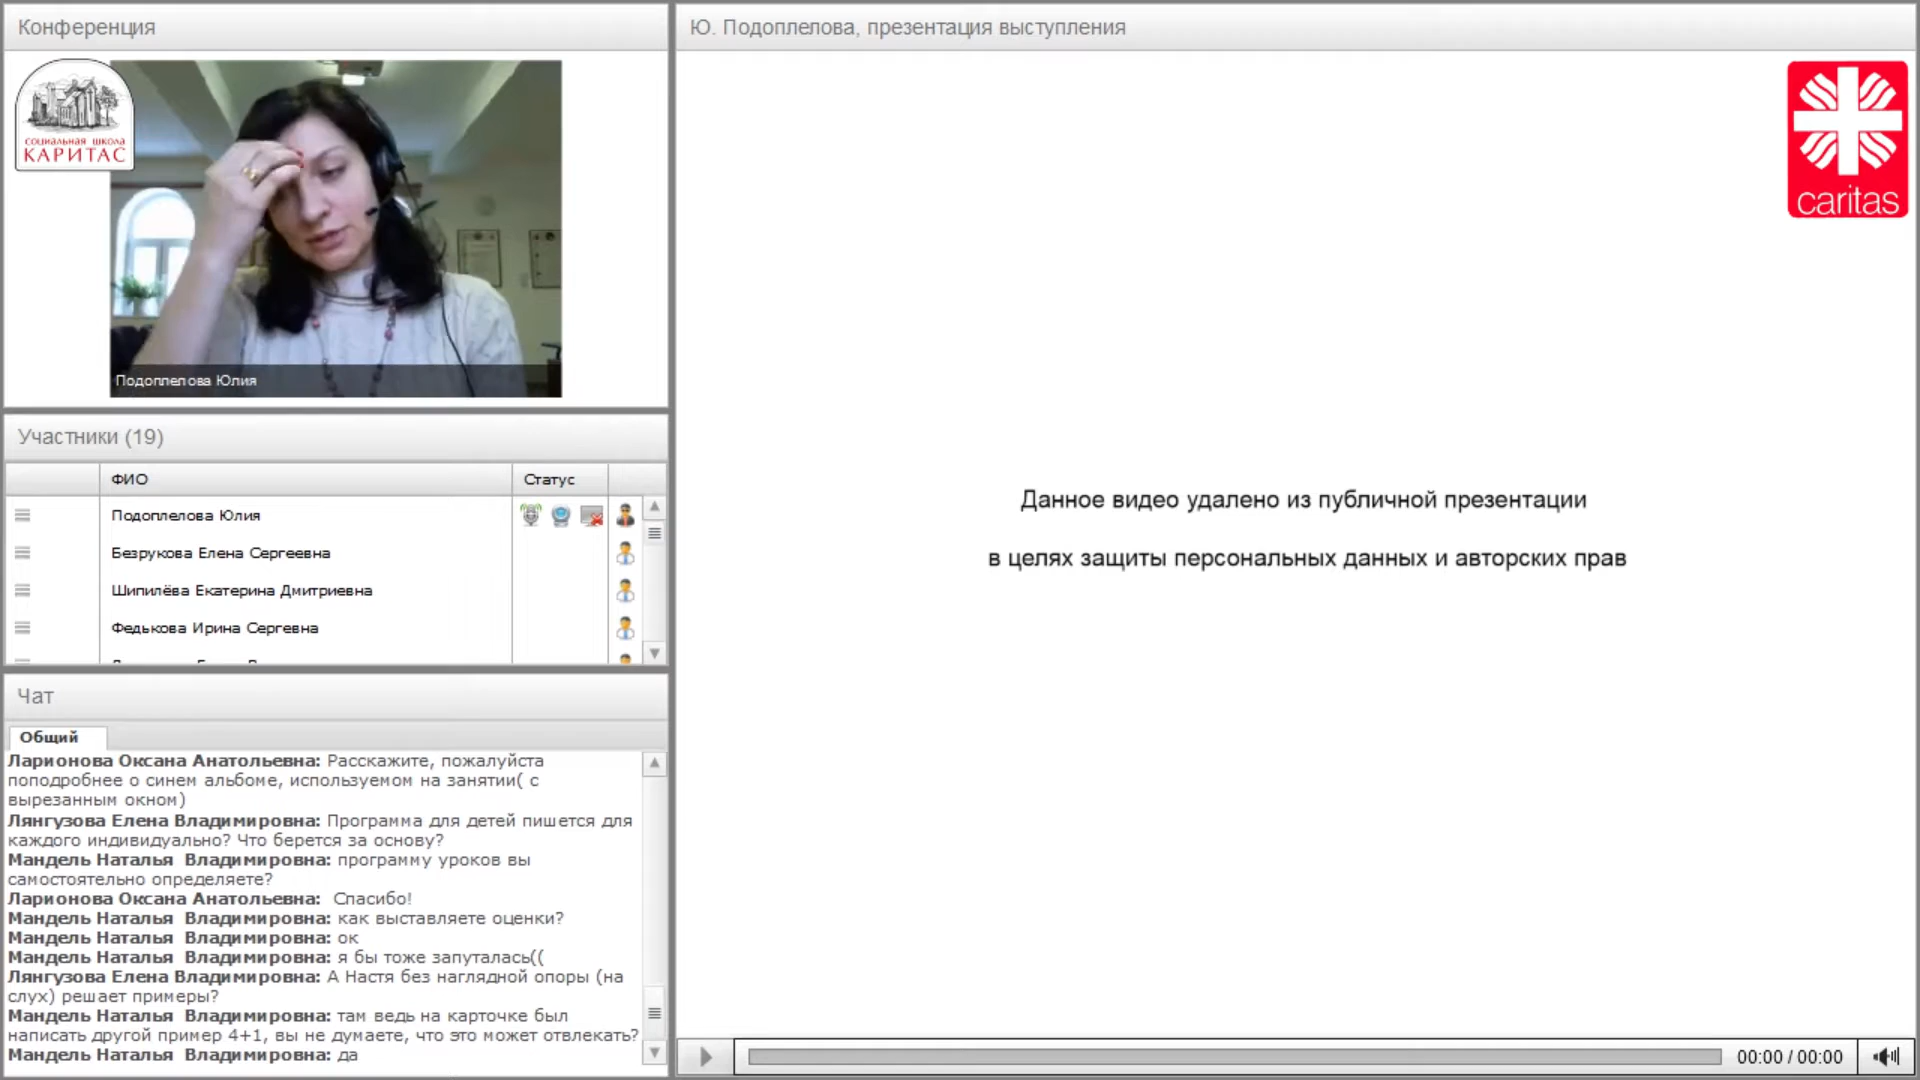 Конференция
СОЦИАЛЬНАЯ ШКОЛА
КАРИТАС
Подоплелова Юлия
Участники (19)
ФИО
Статус
Подоплелова Юлия
Безрукова Елена Сергеевна
Шипилёва Екатерина Дмитриевна
Федькова Ирина Сергевна
Чат
Общий
Ларионова Оксана Анатольевна: Расскажите, пожалуйста
поподробнее о синем альбоме, используемом на занятии( с
вырезанным окном)
Лянгузова Елена Владимировна: Программа для детей пишется для
каждого индивидуально? Что берется за основу?
Мандель Наталья Владимировна: программу уроков вы
самостоятельно определяете?
Ларионова Оксана Анатольевна: Спасибо!
Мандель Наталья Владимировна: как выставляете оценки?
Мандель Наталья Владимировна: ок
Мандель Наталья Владимировна: я бы тоже запуталась((
Лянгузова Елена Владимировна: А Настя без наглядной опоры (на
слух) решает примеры?
Мандель Наталья Владимировна: там ведь на карточке был
написать другой пример 4+1, вы не думаете, что это может отвлекать?
Мандель Наталья Владимировна: да
Ю. Подоплелова, презентация выступления
caritas
Данное видео удалено из публичной презентации
в целях защиты персональных данных и авторских прав
00:00 / 00:00